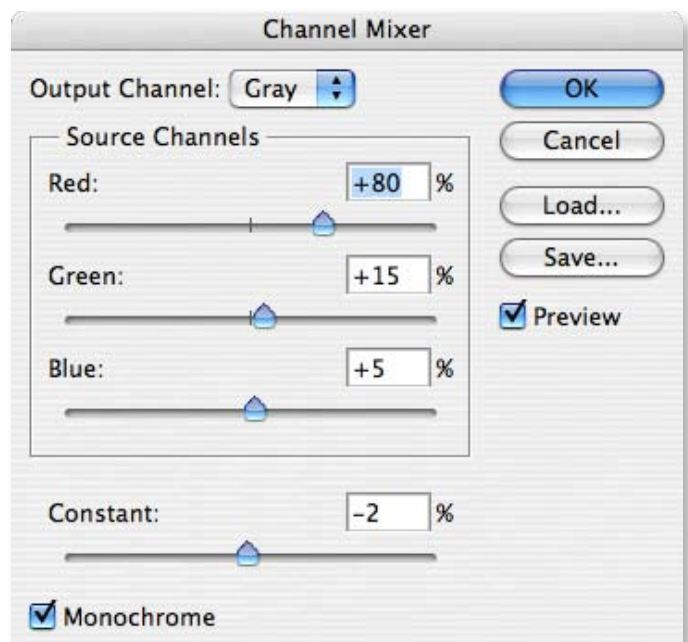 Channel Mixer
Output Channel: Gray
OK
Source Channels
Cancel
Red: +80 %
Load...
Save...
Green: +15 %
Preview
Blue: +5 %
Constant: -2 %
Monochrome